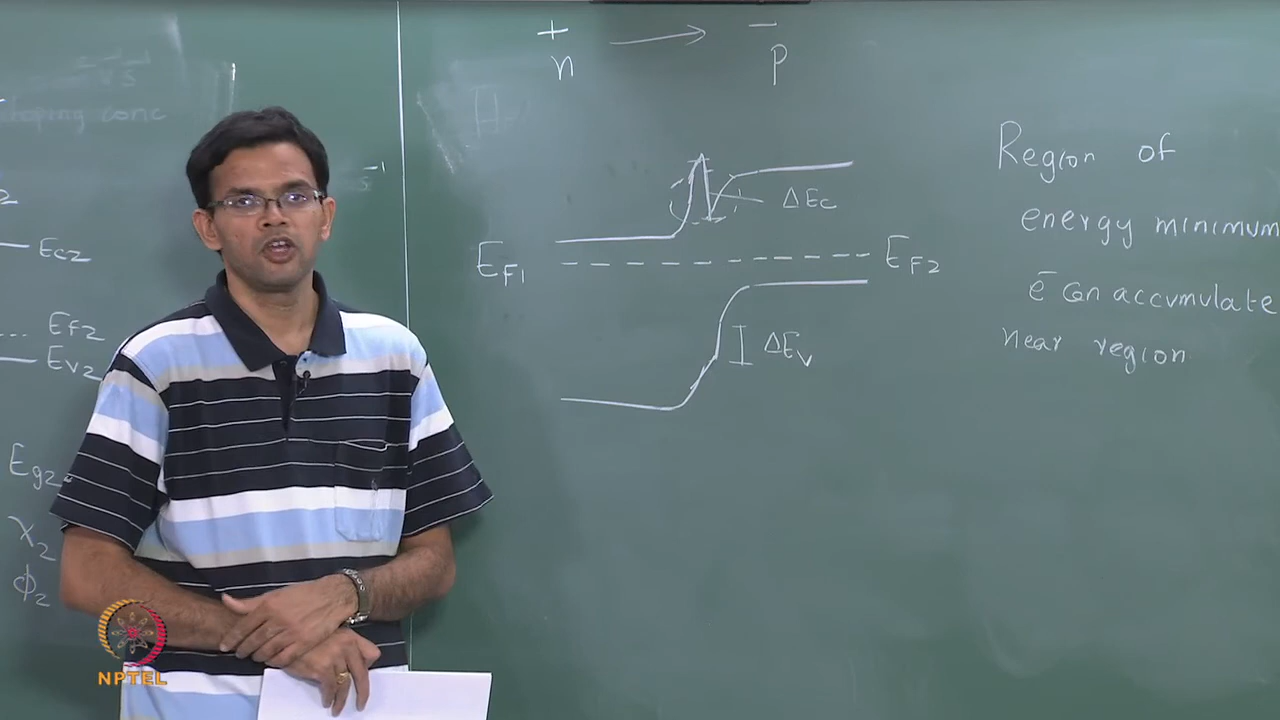 doping conc
Ec2
Ef2
Ev2
Eg2
χ2
ϕ2
+ −
n → p
ΔEc
EF1 EF2
ΔEv
Region of
energy minimum
e̅ can accumulate
near region
NPTEL